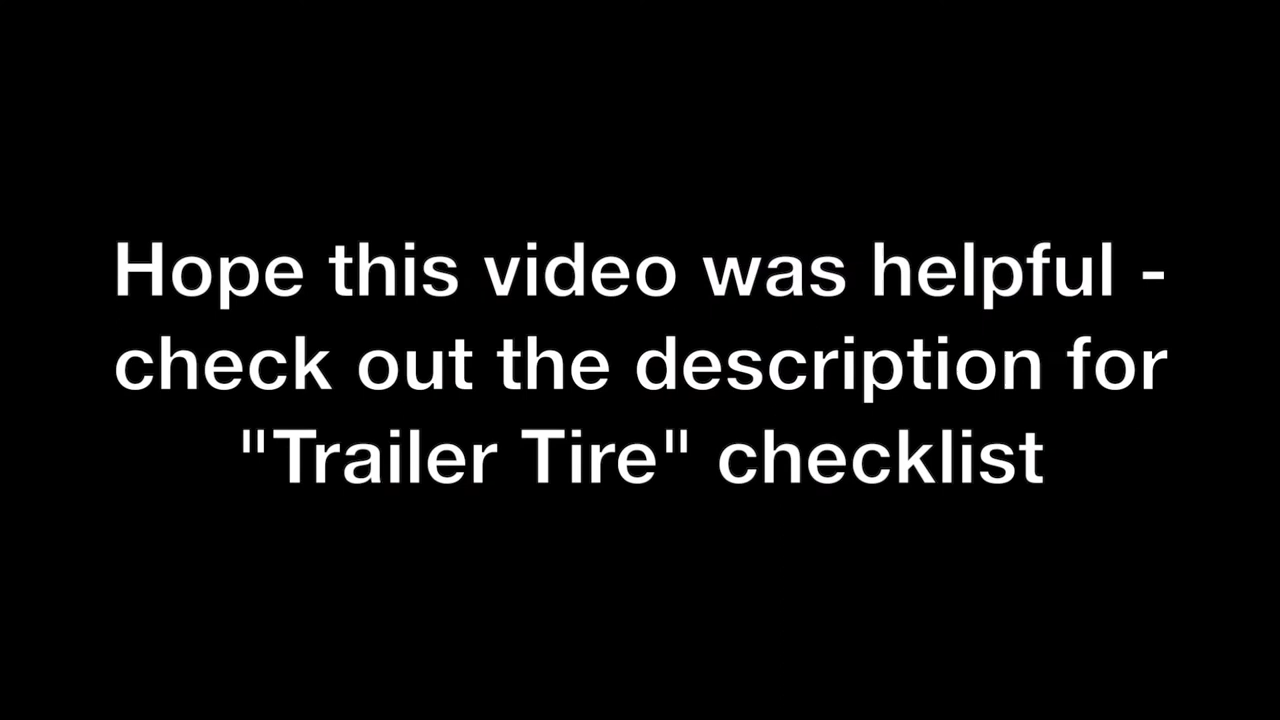 Hope this video was helpful -
check out the description for
"Trailer Tire" checklist